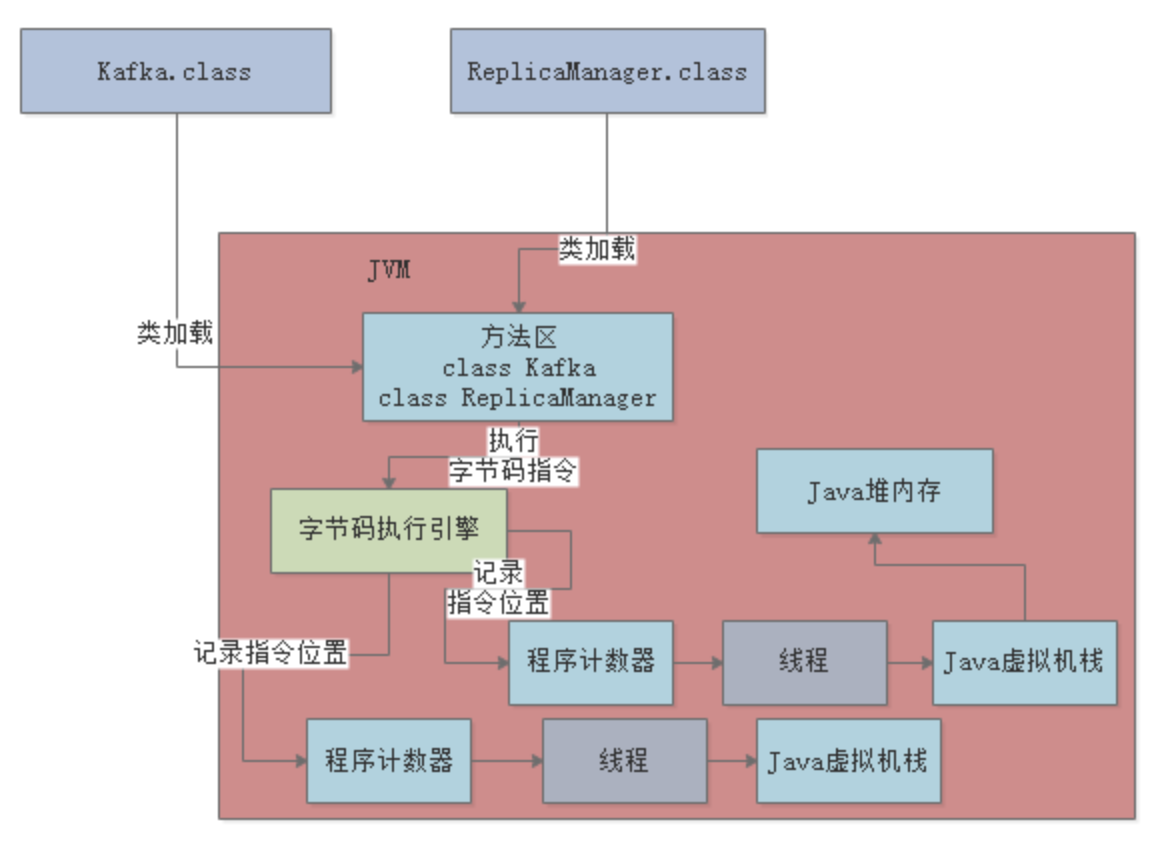 Kafka.class
ReplicaManager.class
类加载
JVM
类加载
方法区
class Kafka
class ReplicaManager
执行
字节码指令
Java堆内存
字节码执行引擎
记录
指令位置
记录指令位置
程序计数器
线程
Java虚拟机栈
程序计数器
线程
Java虚拟机栈